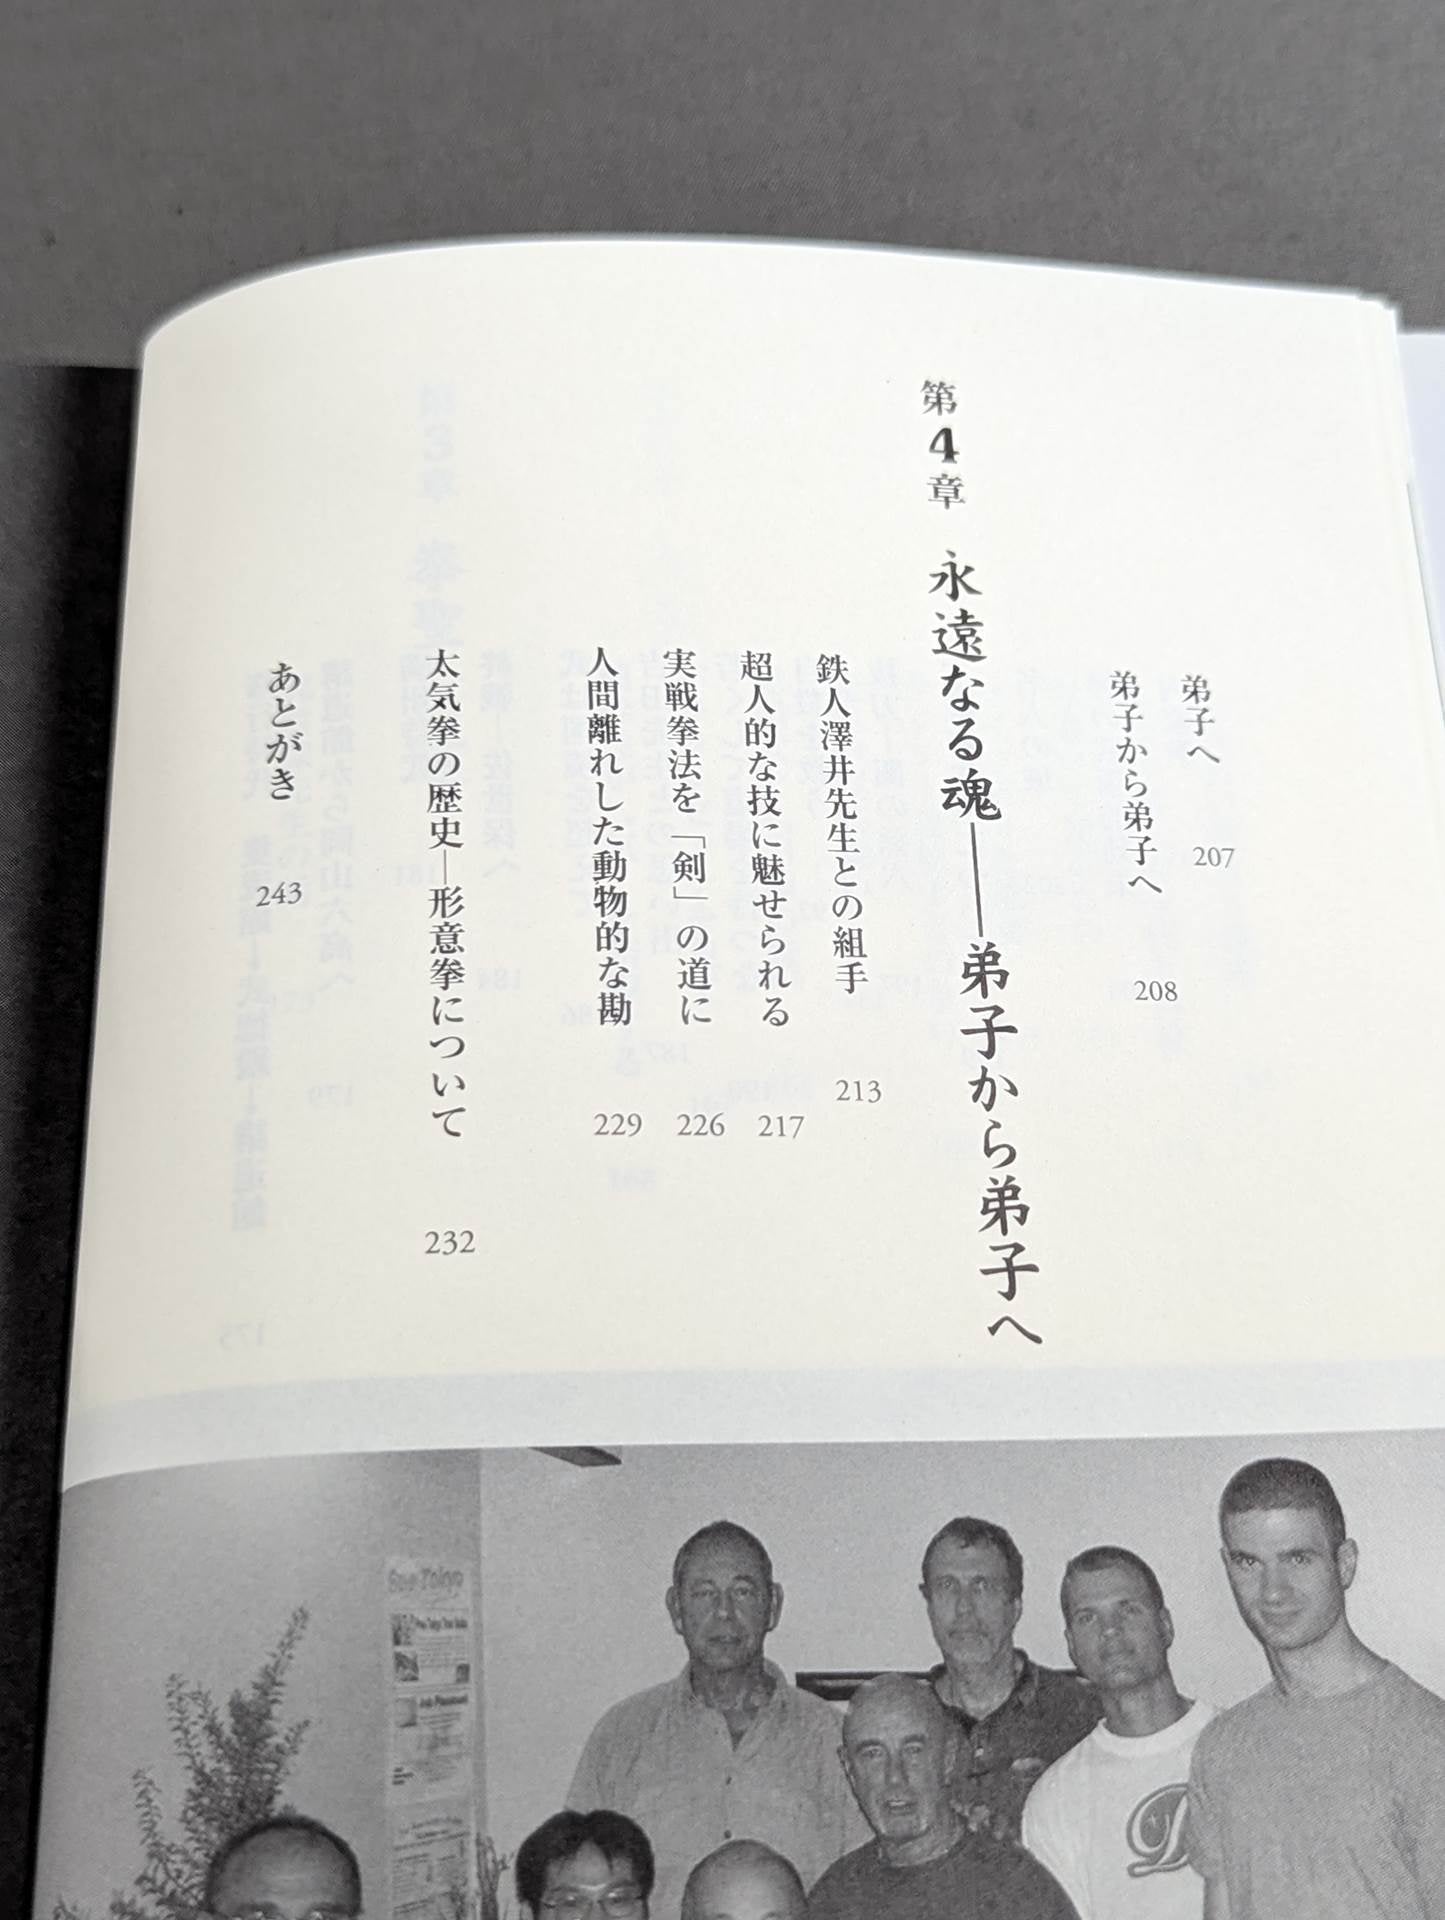 弟子へ 207
弟子から弟子へ 208
第4章 永遠なる魂――弟子から弟子へ
鉄人澤井先生との組手 213
超人的な技に魅せられる 217
実戦拳法を「剣」の道に 226
人間離れした動物的な勘 229
太気拳の歴史―形意拳について 232
あとがき 243
See Tokyo